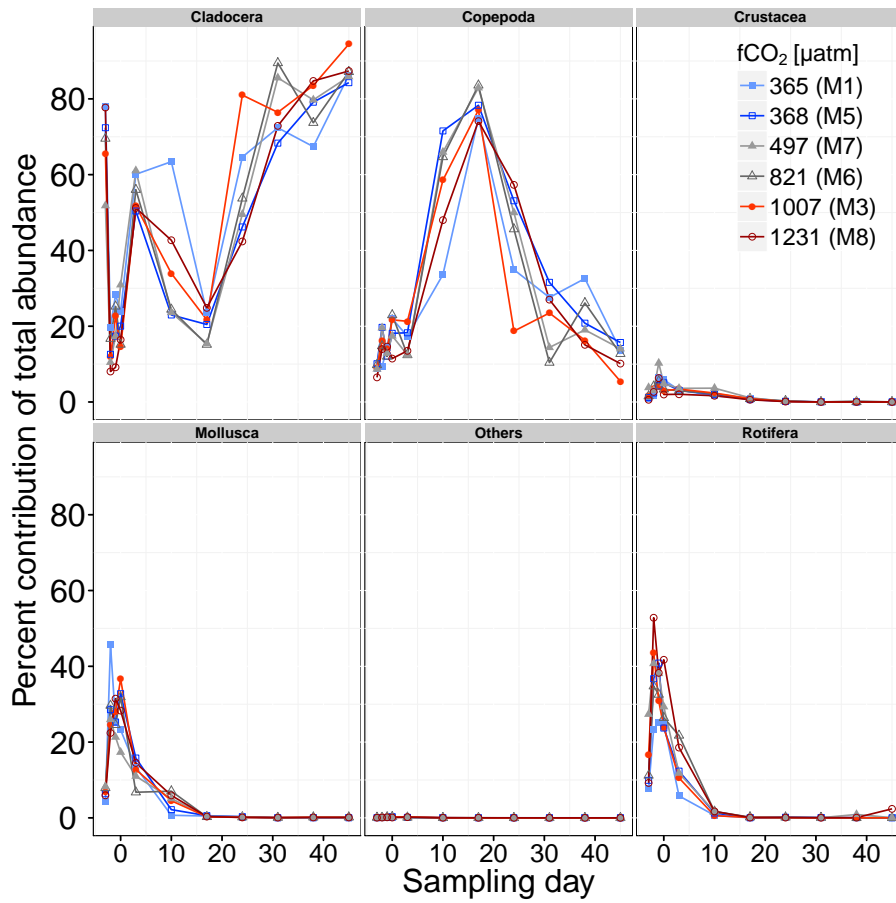 Cladocera Copepoda Crustacea
fCO₂ [µatm]
365 (M1)
368 (M5)
497 (M7)
821 (M6)
1007 (M3)
1231 (M8)
80
60
40
20
0
Percent contribution of total abundance
Mollusca Others Rotifera
80
60
40
20
0
0 10 20 30 40 0 10 20 30 40 0 10 20 30 40
Sampling day